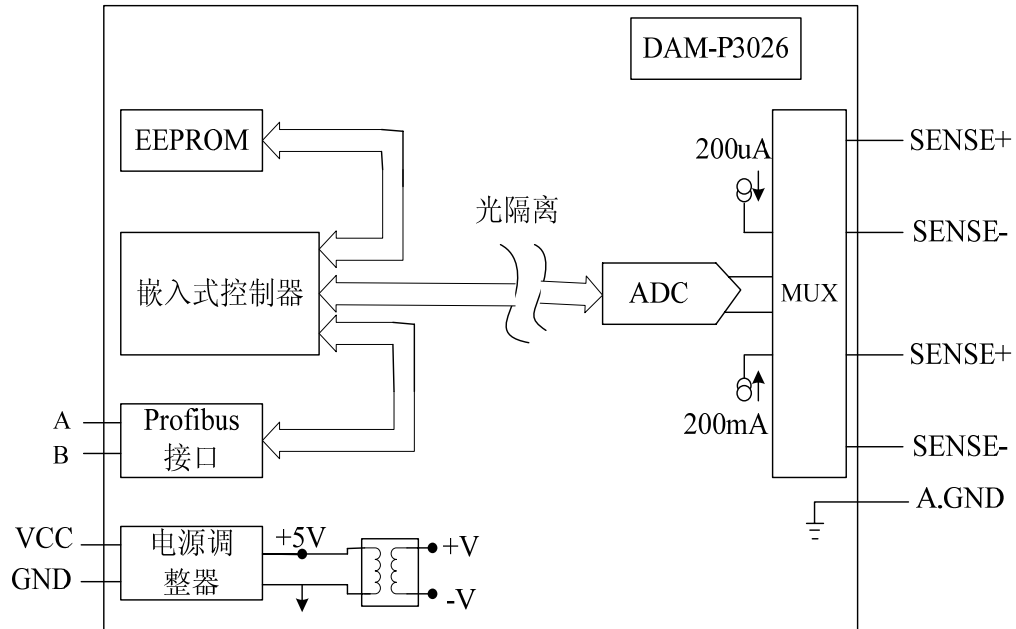 DAM-P3026
EEPROM
200uA
SENSE+
光隔离
SENSE-
嵌入式控制器
ADC
MUX
SENSE+
A
B
Profibus
接口
200mA
SENSE-
A.GND
VCC
GND
电源调
整器
+5V
+V
-V